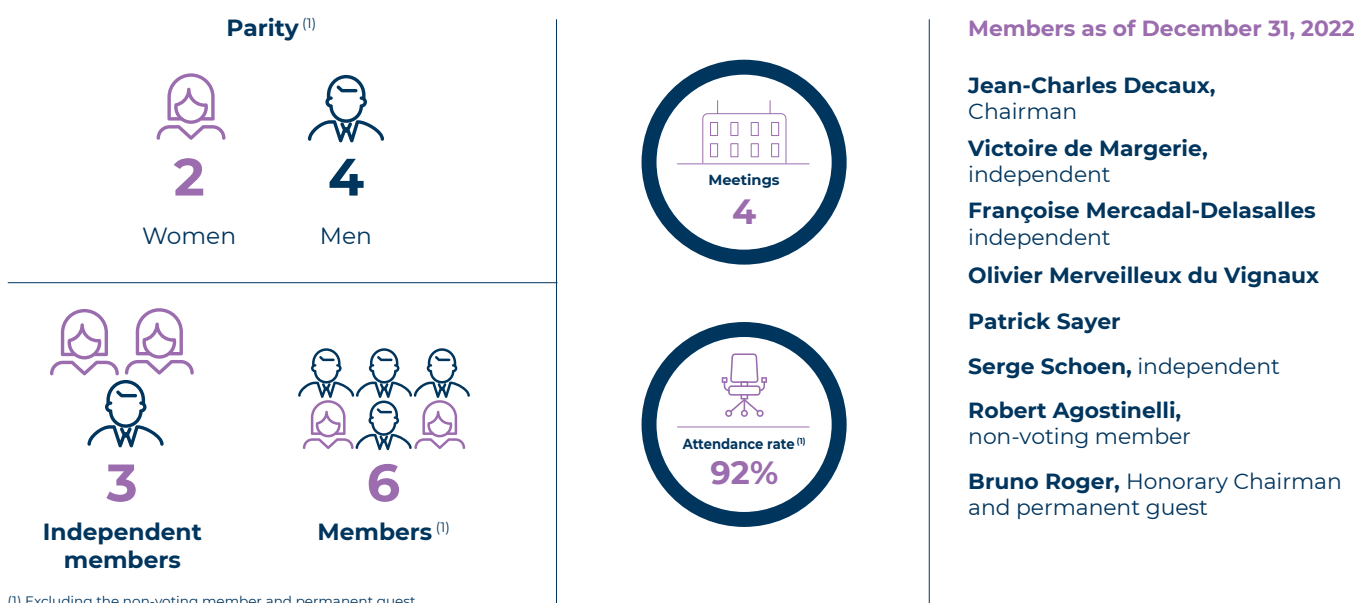 Parity (1)
2
Women
4
Men
3
Independent
members
6
Members (1)
(1) Excluding the non-voting member and permanent guest
Meetings
4
Attendance rate (1)
92%
Members as of December 31, 2022
Jean-Charles Decaux,
Chairman
Victoire de Margerie,
independent
Françoise Mercadal-Delasalles
independent
Olivier Merveilleux du Vignaux
Patrick Sayer
Serge Schoen, independent
Robert Agostinelli,
non-voting member
Bruno Roger, Honorary Chairman
and permanent guest